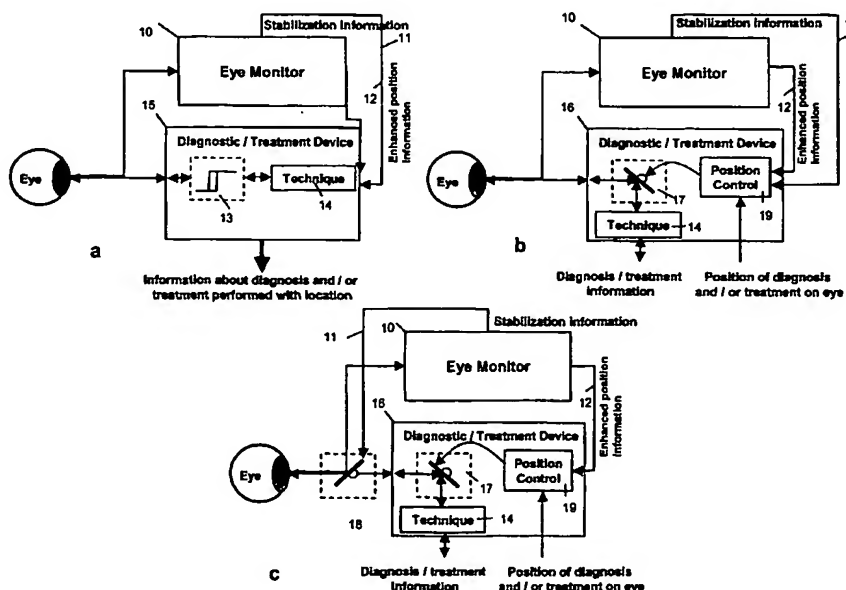 Stabilization Information
10
11
Eye Monitor
12
Enhanced position
Information
15
Diagnostic / Treatment Device
Eye
Technique
14
13
a
Information about diagnosis and / or
treatment performed with location
Stabilization Information
10
Eye Monitor
12
Enhanced position
Information
16
Diagnostic / Treatment Device
Eye
Position
Control
17
19
Technique
14
b
Diagnosis / treatment
information
Position of diagnosis
and / or treatment on eye
Stabilization Information
10
11
Eye Monitor
12
Enhanced position
Information
16
Diagnostic / Treatment Device
Eye
Position
Control
17
19
18
Technique
14
c
Diagnosis / treatment
Information
Position of diagnosis
and / or treatment on eye